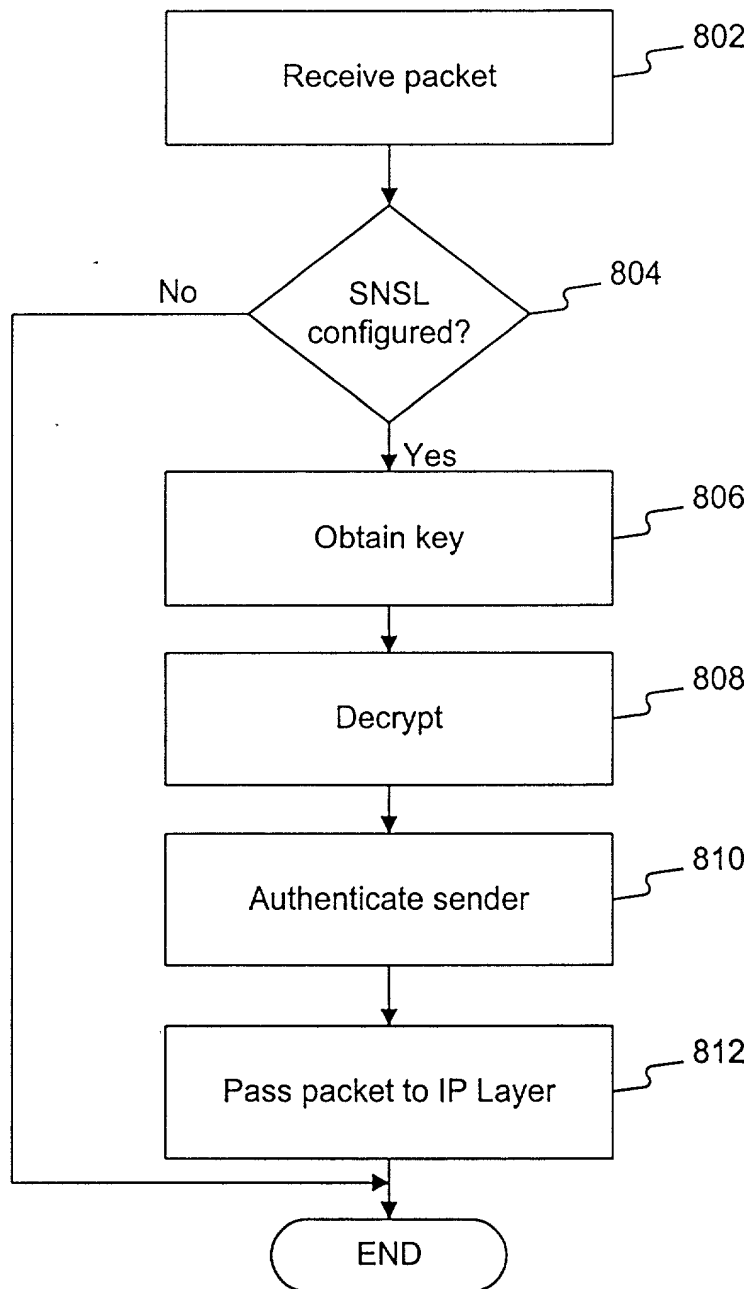 Receive packet
802
SNSL
configured?
804
No
Yes
Obtain key
806
Decrypt
808
Authenticate sender
810
Pass packet to IP Layer
812
END